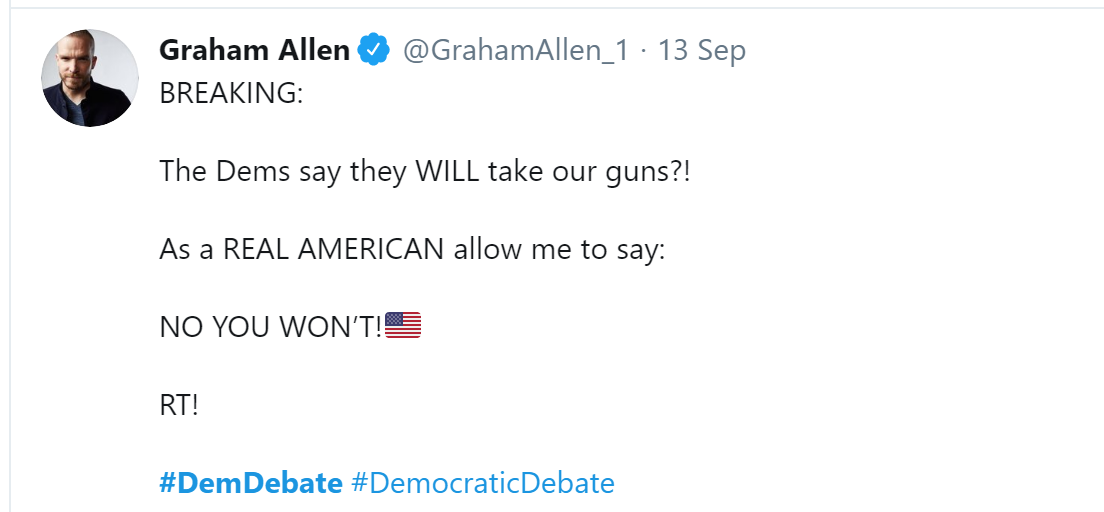 Graham Allen @GrahamAllen_1 · 13 Sep
BREAKING:
The Dems say they WILL take our guns?!
As a REAL AMERICAN allow me to say:
NO YOU WON’T!🇺🇸
RT!
#DemDebate #DemocraticDebate